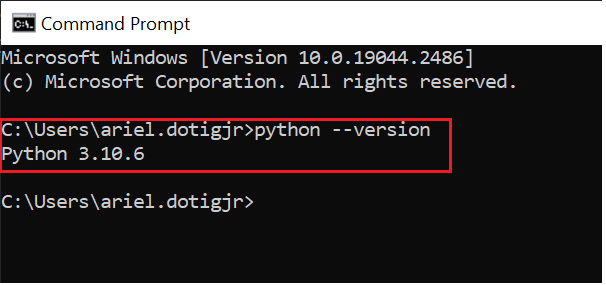 Command Prompt
Microsoft Windows [Version 10.0.19044.2486]
(c) Microsoft Corporation. All rights reserved.
C:\Users\ariel.dotigjr>python --version
Python 3.10.6
C:\Users\ariel.dotigjr>